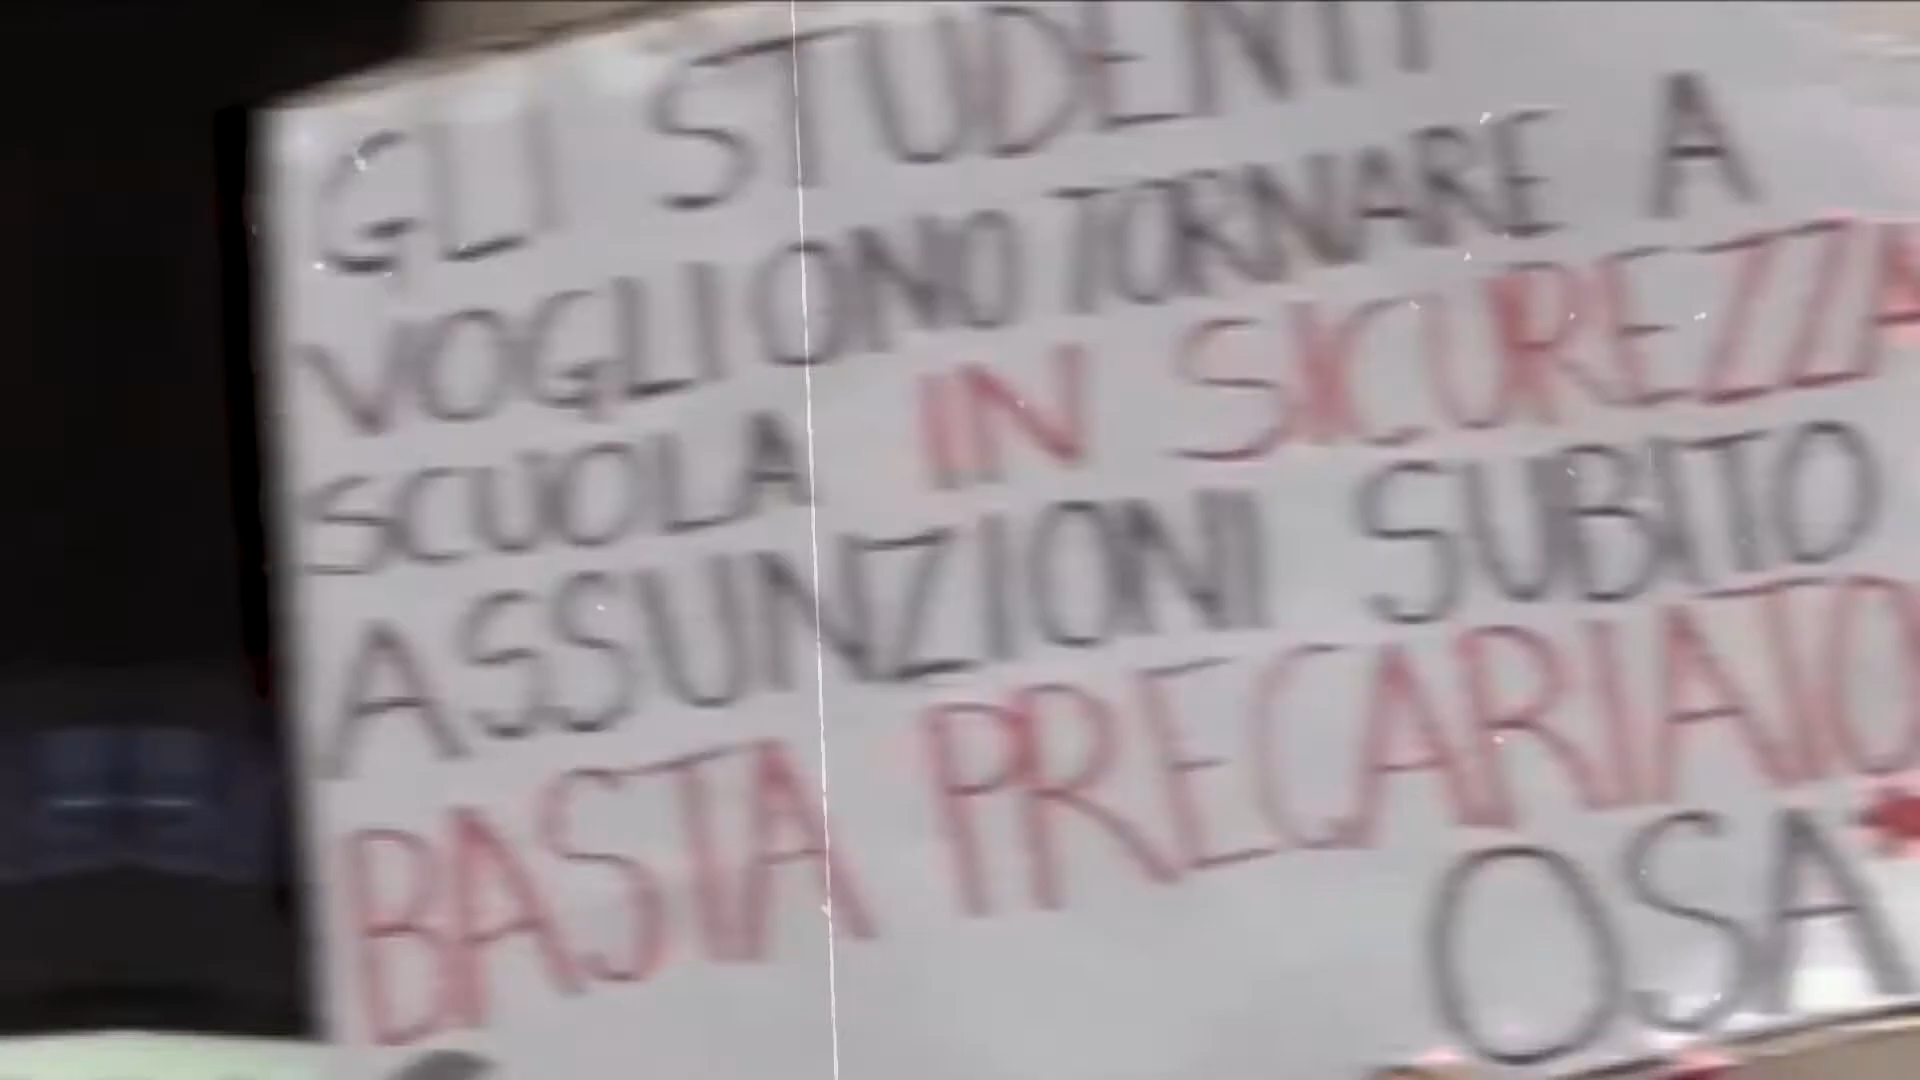 GLI STUDENTI
VOGLIONO TORNARE A
SCUOLA IN SICUREZZA
ASSUNZIONI SUBITO
BASTA PRECARIATO
OSA